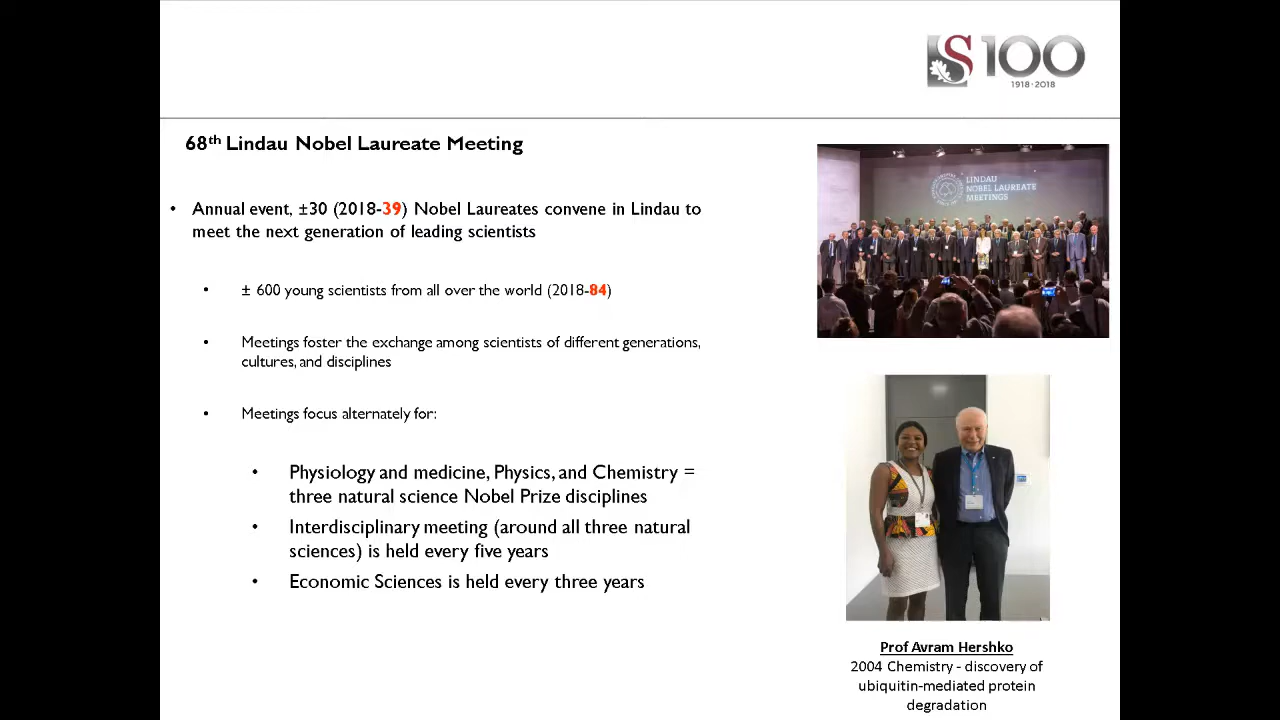 S100
1918·2018
68th Lindau Nobel Laureate Meeting
• Annual event, ±30 (2018-39) Nobel Laureates convene in Lindau to
meet the next generation of leading scientists
• ± 600 young scientists from all over the world (2018-84)
• Meetings foster the exchange among scientists of different generations,
cultures, and disciplines
• Meetings focus alternately for:
• Physiology and medicine, Physics, and Chemistry =
three natural science Nobel Prize disciplines
• Interdisciplinary meeting (around all three natural
sciences) is held every five years
• Economic Sciences is held every three years
LINDAU
NOBEL LAUREATE
MEETINGS
Prof Avram Hershko
2004 Chemistry - discovery of
ubiquitin-mediated protein
degradation